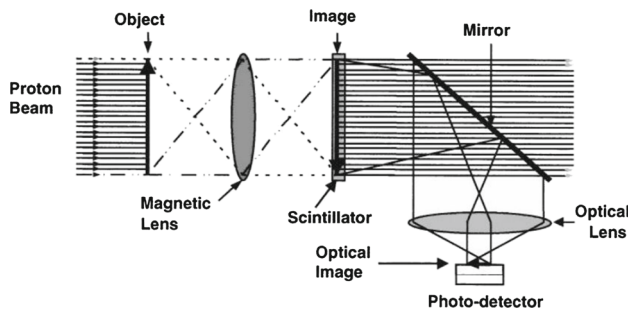 Object
Image
Mirror
Proton
Beam
Magnetic
Lens
Scintillator
Optical
Lens
Optical
Image
Photo-detector